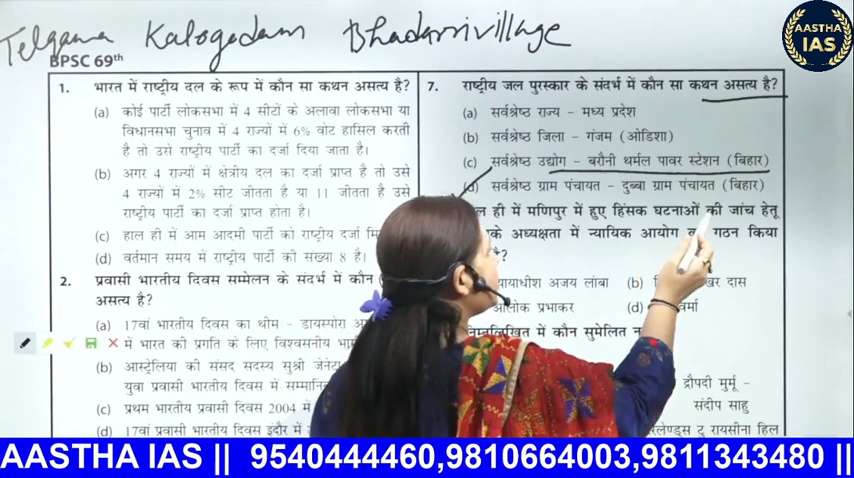 Telgana Kalogadam Bhadarrivillage
AASTHA
IAS
BPSC 69th
1. भारत में राष्ट्रीय दल के रूप में कौन सा कथन असत्य है?
(a) कोई पार्टी लोकसभा में 4 सीटों के अलावा लोकसभा या
विधानसभा चुनाव में 4 राज्यों में 6% वोट हासिल करती
है तो उसे राष्ट्रीय पार्टी का दर्जा दिया जाता है।
(b) अगर 4 राज्यों में क्षेत्रीय दल का दर्जा प्राप्त है तो उसे
4 राज्यों में 2% सीट जीतता है या 11 जीतता है उसे
राष्ट्रीय पार्टी का दर्जा प्राप्त होता है।
(c) हाल ही में आम आदमी पार्टी को राष्ट्रीय दर्जा
(d) वर्तमान समय में राष्ट्रीय पार्टी की संख्या 8 है।
2. प्रवासी भारतीय दिवस सम्मेलन के संदर्भ में कौन
असत्य है?
(a) 17वां भारतीय दिवस का थीम – डायस्पोरा
में भारत की प्रगति के लिए विश्वसनीय
(b) आस्ट्रेलिया की संसद सदस्य सुश्री
युवा प्रवासी भारतीय दिवस में
(c) प्रथम भारतीय प्रवासी दिवस 2004 में
(d) 17वां प्रवासी भारतीय दिवस इंदौर में
7. राष्ट्रीय जल पुरस्कार के संदर्भ में कौन सा कथन असत्य है?
(a) सर्वश्रेष्ठ राज्य – मध्य प्रदेश
(b) सर्वश्रेष्ठ जिला – गंजम (ओडिशा)
(c) सर्वश्रेष्ठ उद्योग – बरौनी थर्मल पावर स्टेशन (बिहार)
सर्वश्रेष्ठ ग्राम पंचायत – दुब्बा ग्राम पंचायत (बिहार)
ही में मणिपुर में हुए हिंसक घटनाओं की जांच हेतू
के अध्यक्षता में न्यायिक आयोग गठन किया
है?
अजय लांबा (b) दास
आलोक प्रभाकर (d)
में कौन सुमेलित
द्रौपदी मुर्मू –
संदीप साहु
टु रायसीना हिल
AASTHA IAS || 9540444460,9810664003,9811343480 ||